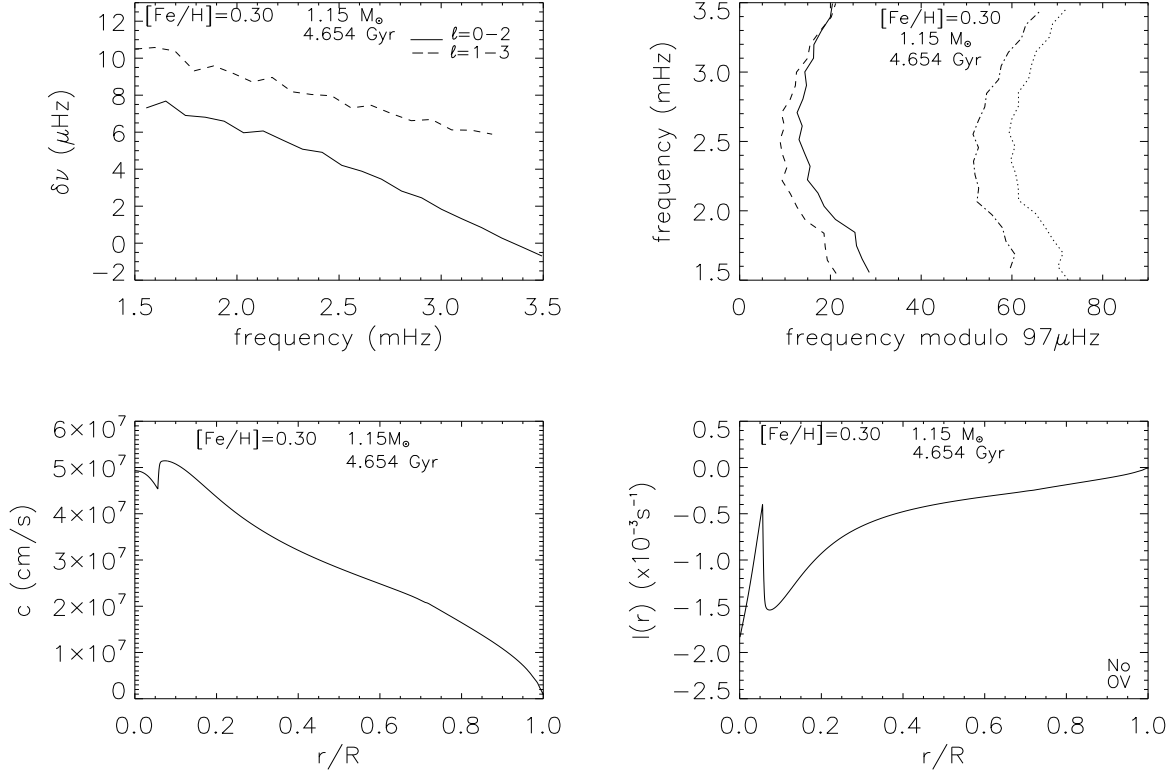 [Fe/H]=0.30 1.15 M⊙
4.654 Gyr
ℓ=0−2
ℓ=1−3
12
10
8
6
4
2
0
−2
δν (μHz)
1.5 2.0 2.5 3.0 3.5
frequency (mHz)
[Fe/H]=0.30
1.15 M⊙
4.654 Gyr
3.5
3.0
2.5
2.0
1.5
frequency (mHz)
0 20 40 60 80
frequency modulo 97μHz
[Fe/H]=0.30 1.15M⊙
4.654 Gyr
6×10⁷
5×10⁷
4×10⁷
3×10⁷
2×10⁷
1×10⁷
0
c (cm/s)
0.0 0.2 0.4 0.6 0.8 1.0
r/R
[Fe/H]=0.30 1.15 M⊙
4.654 Gyr
0.5
0.0
−0.5
−1.0
−1.5
−2.0
−2.5
I(r) (x10⁻³s⁻¹)
No
OV
0.0 0.2 0.4 0.6 0.8 1.0
r/R